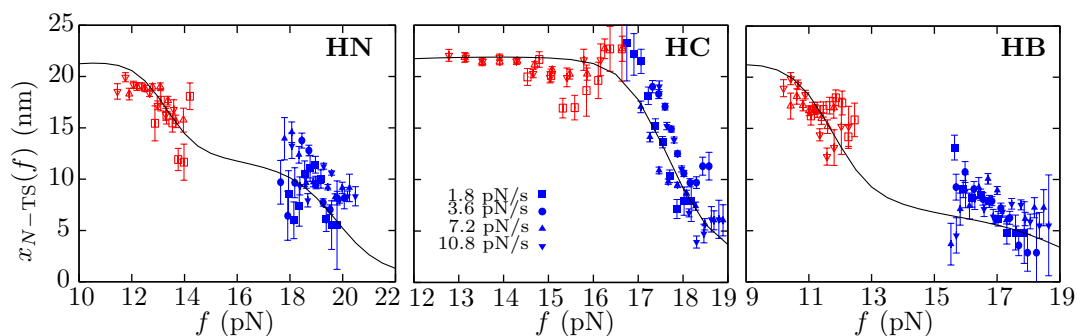 x_{N−TS}(f) (nm)
25
20
15
10
5
0
HN
10 12 14 16 18 20 22
f (pN)
HC
1.8 pN/s
3.6 pN/s
7.2 pN/s
10.8 pN/s
12 13 14 15 16 17 18 19
f (pN)
HB
9 11 13 15 17 19
f (pN)